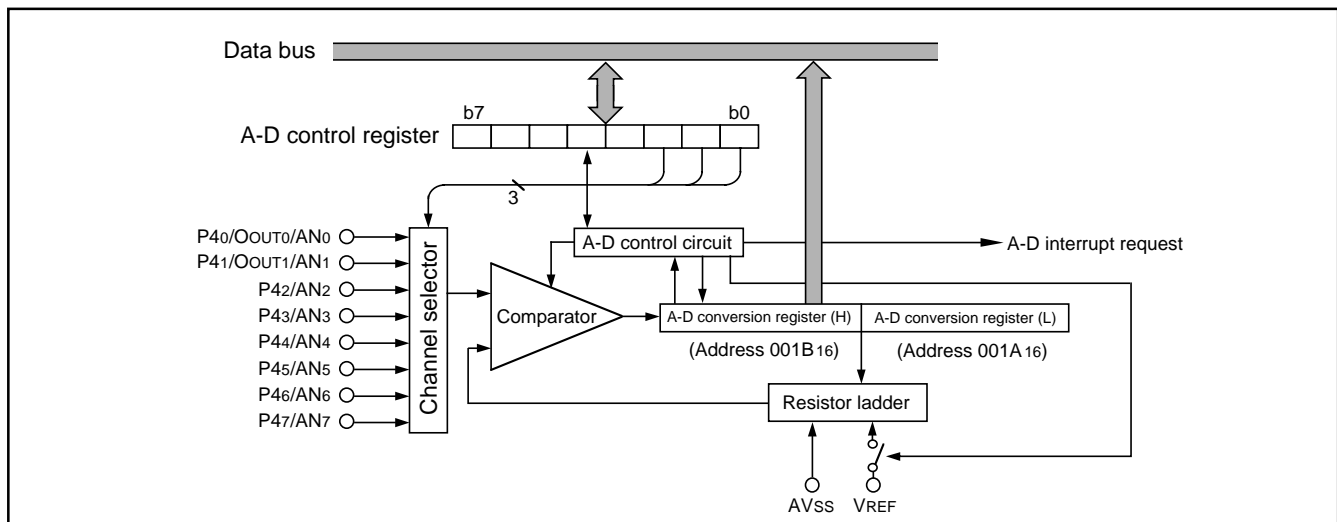 Data bus
b7 b0
A-D control register
3
P40/OOUT0/AN0
P41/OOUT1/AN1
P42/AN2
P43/AN3
P44/AN4
P45/AN5
P46/AN6
P47/AN7
Channel selector
A-D control circuit
A-D interrupt request
Comparator
A-D conversion register (H) A-D conversion register (L)
(Address 001B16) (Address 001A16)
Resistor ladder
AVSS VREF